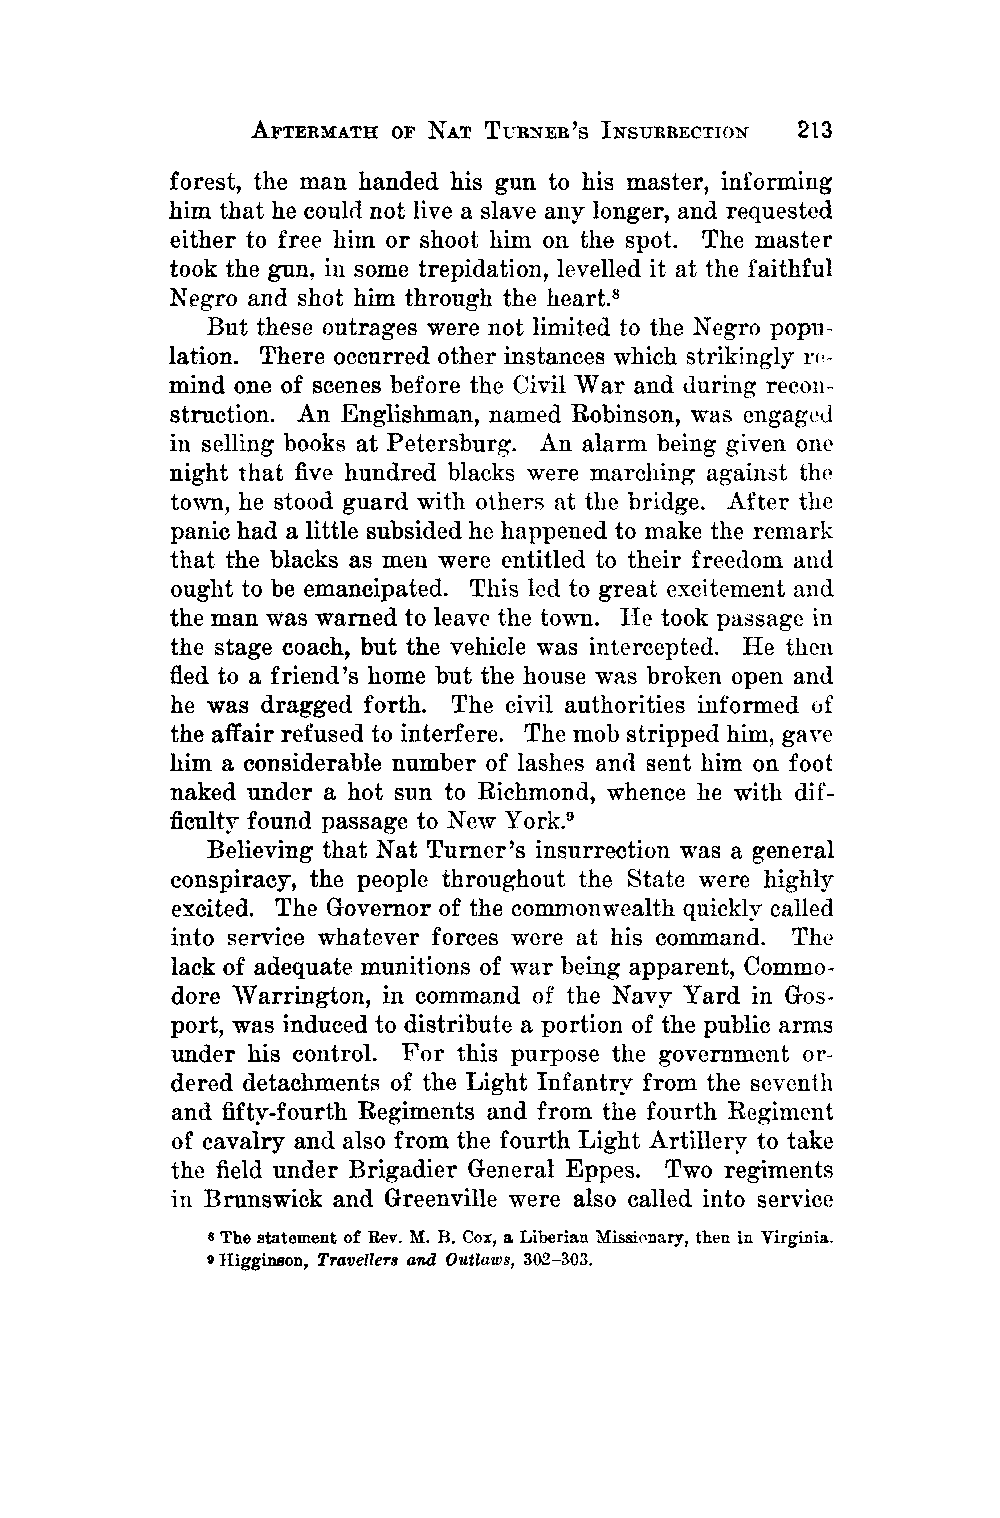 AFTERMATH OF NAT TURNER'S INSURRECTION 213
forest, the man handed his gun to his master, informing
him that he could not live a slave any longer, and requested
either to free him or shoot him on the spot. The master
took the gun, in some trepidation, levelled it at the faithful
Negro and shot him through the heart.⁸
But these outrages were not limited to the Negro popu-
lation. There occurred other instances which strikingly re-
mind one of scenes before the Civil War and during recon-
struction. An Englishman, named Robinson, was engaged
in selling books at Petersburg. An alarm being given one
night that five hundred blacks were marching against the
town, he stood guard with others at the bridge. After the
panic had a little subsided he happened to make the remark
that the blacks as men were entitled to their freedom and
ought to be emancipated. This led to great excitement and
the man was warned to leave the town. He took passage in
the stage coach, but the vehicle was intercepted. He then
fled to a friend's home but the house was broken open and
he was dragged forth. The civil authorities informed of
the affair refused to interfere. The mob stripped him, gave
him a considerable number of lashes and sent him on foot
naked under a hot sun to Richmond, whence he with dif-
ficulty found passage to New York.⁹
Believing that Nat Turner's insurrection was a general
conspiracy, the people throughout the State were highly
excited. The Governor of the commonwealth quickly called
into service whatever forces were at his command. The
lack of adequate munitions of war being apparent, Commo-
dore Warrington, in command of the Navy Yard in Gos-
port, was induced to distribute a portion of the public arms
under his control. For this purpose the government or-
dered detachments of the Light Infantry from the seventh
and fifty-fourth Regiments and from the fourth Regiment
of cavalry and also from the fourth Light Artillery to take
the field under Brigadier General Eppes. Two regiments
in Brunswick and Greenville were also called into service
⁸ The statement of Rev. M. B. Cox, a Liberian Missionary, then in Virginia.
⁹ Higginson, Travellers and Outlaws, 302–303.